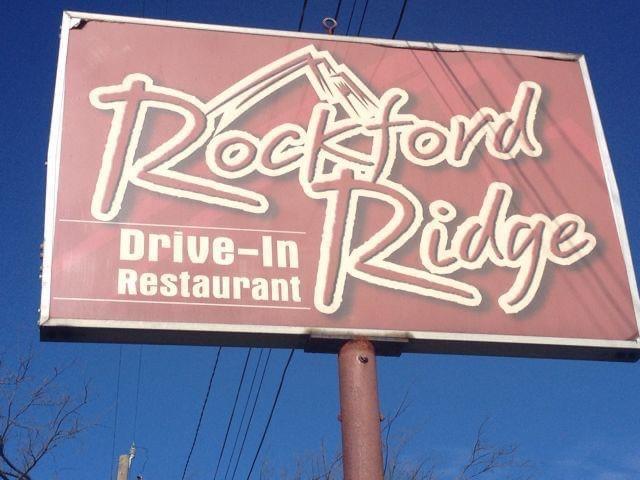 Rockford
Ridge
Drive-In
Restaurant